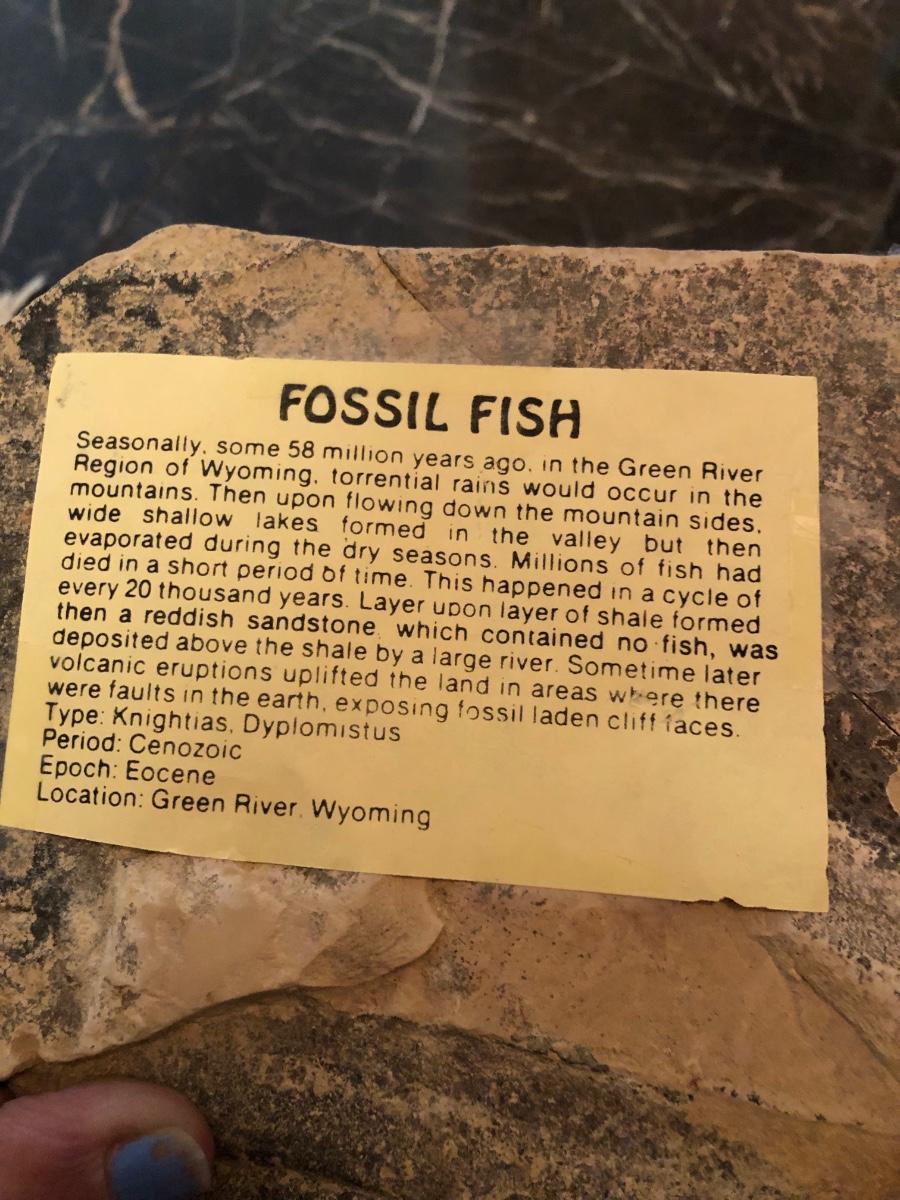 FOSSIL FISH
Seasonally, some 58 million years ago, in the Green River
Region of Wyoming, torrential rains would occur in the
mountains. Then upon flowing down the mountain sides,
wide shallow lakes formed in the valley but then
evaporated during the dry seasons. Millions of fish had
died in a short period of time. This happened in a cycle of
every 20 thousand years. Layer upon layer of shale formed
then a reddish sandstone, which contained no fish, was
deposited above the shale by a large river. Sometime later
volcanic eruptions uplifted the land in areas where there
were faults in the earth, exposing fossil laden cliff faces.
Type: Knightias, Dyplomistus
Period: Cenozoic
Epoch: Eocene
Location: Green River, Wyoming